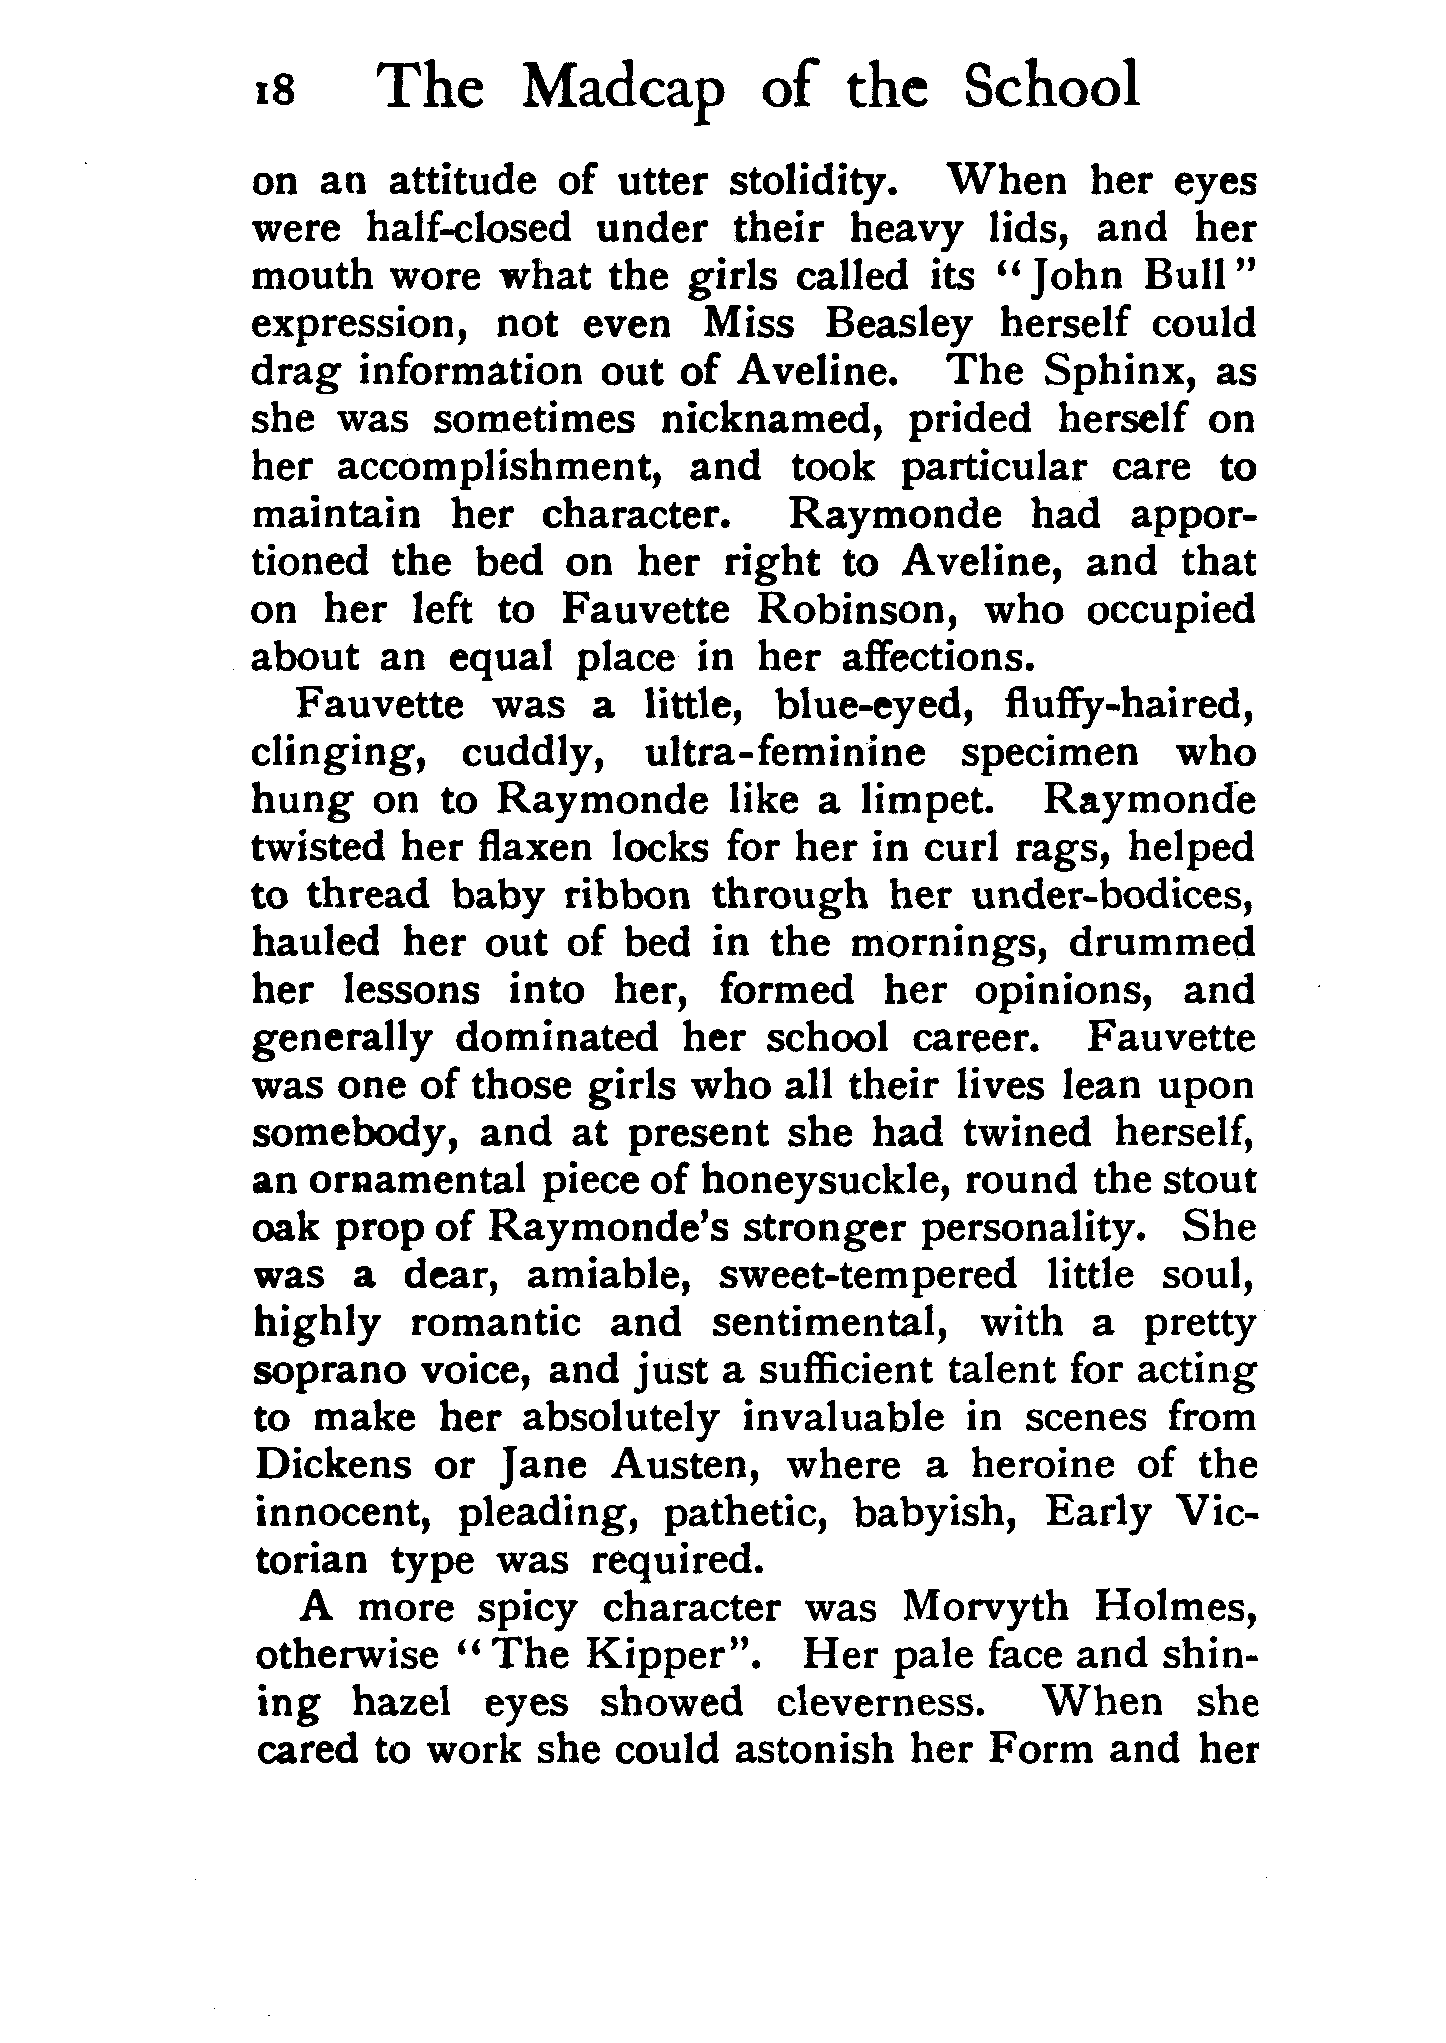 18 The Madcap of the School
on an attitude of utter stolidity. When her eyes
were half-closed under their heavy lids, and her
mouth wore what the girls called its “John Bull”
expression, not even Miss Beasley herself could
drag information out of Aveline. The Sphinx, as
she was sometimes nicknamed, prided herself on
her accomplishment, and took particular care to
maintain her character. Raymonde had appor-
tioned the bed on her right to Aveline, and that
on her left to Fauvette Robinson, who occupied
about an equal place in her affections.
Fauvette was a little, blue-eyed, fluffy-haired,
clinging, cuddly, ultra-feminine specimen who
hung on to Raymonde like a limpet. Raymonde
twisted her flaxen locks for her in curl rags, helped
to thread baby ribbon through her under-bodices,
hauled her out of bed in the mornings, drummed
her lessons into her, formed her opinions, and
generally dominated her school career. Fauvette
was one of those girls who all their lives lean upon
somebody, and at present she had twined herself,
an ornamental piece of honeysuckle, round the stout
oak prop of Raymonde's stronger personality. She
was a dear, amiable, sweet-tempered little soul,
highly romantic and sentimental, with a pretty
soprano voice, and just a sufficient talent for acting
to make her absolutely invaluable in scenes from
Dickens or Jane Austen, where a heroine of the
innocent, pleading, pathetic, babyish, Early Vic-
torian type was required.
A more spicy character was Morvyth Holmes,
otherwise “The Kipper”. Her pale face and shin-
ing hazel eyes showed cleverness. When she
cared to work she could astonish her Form and her